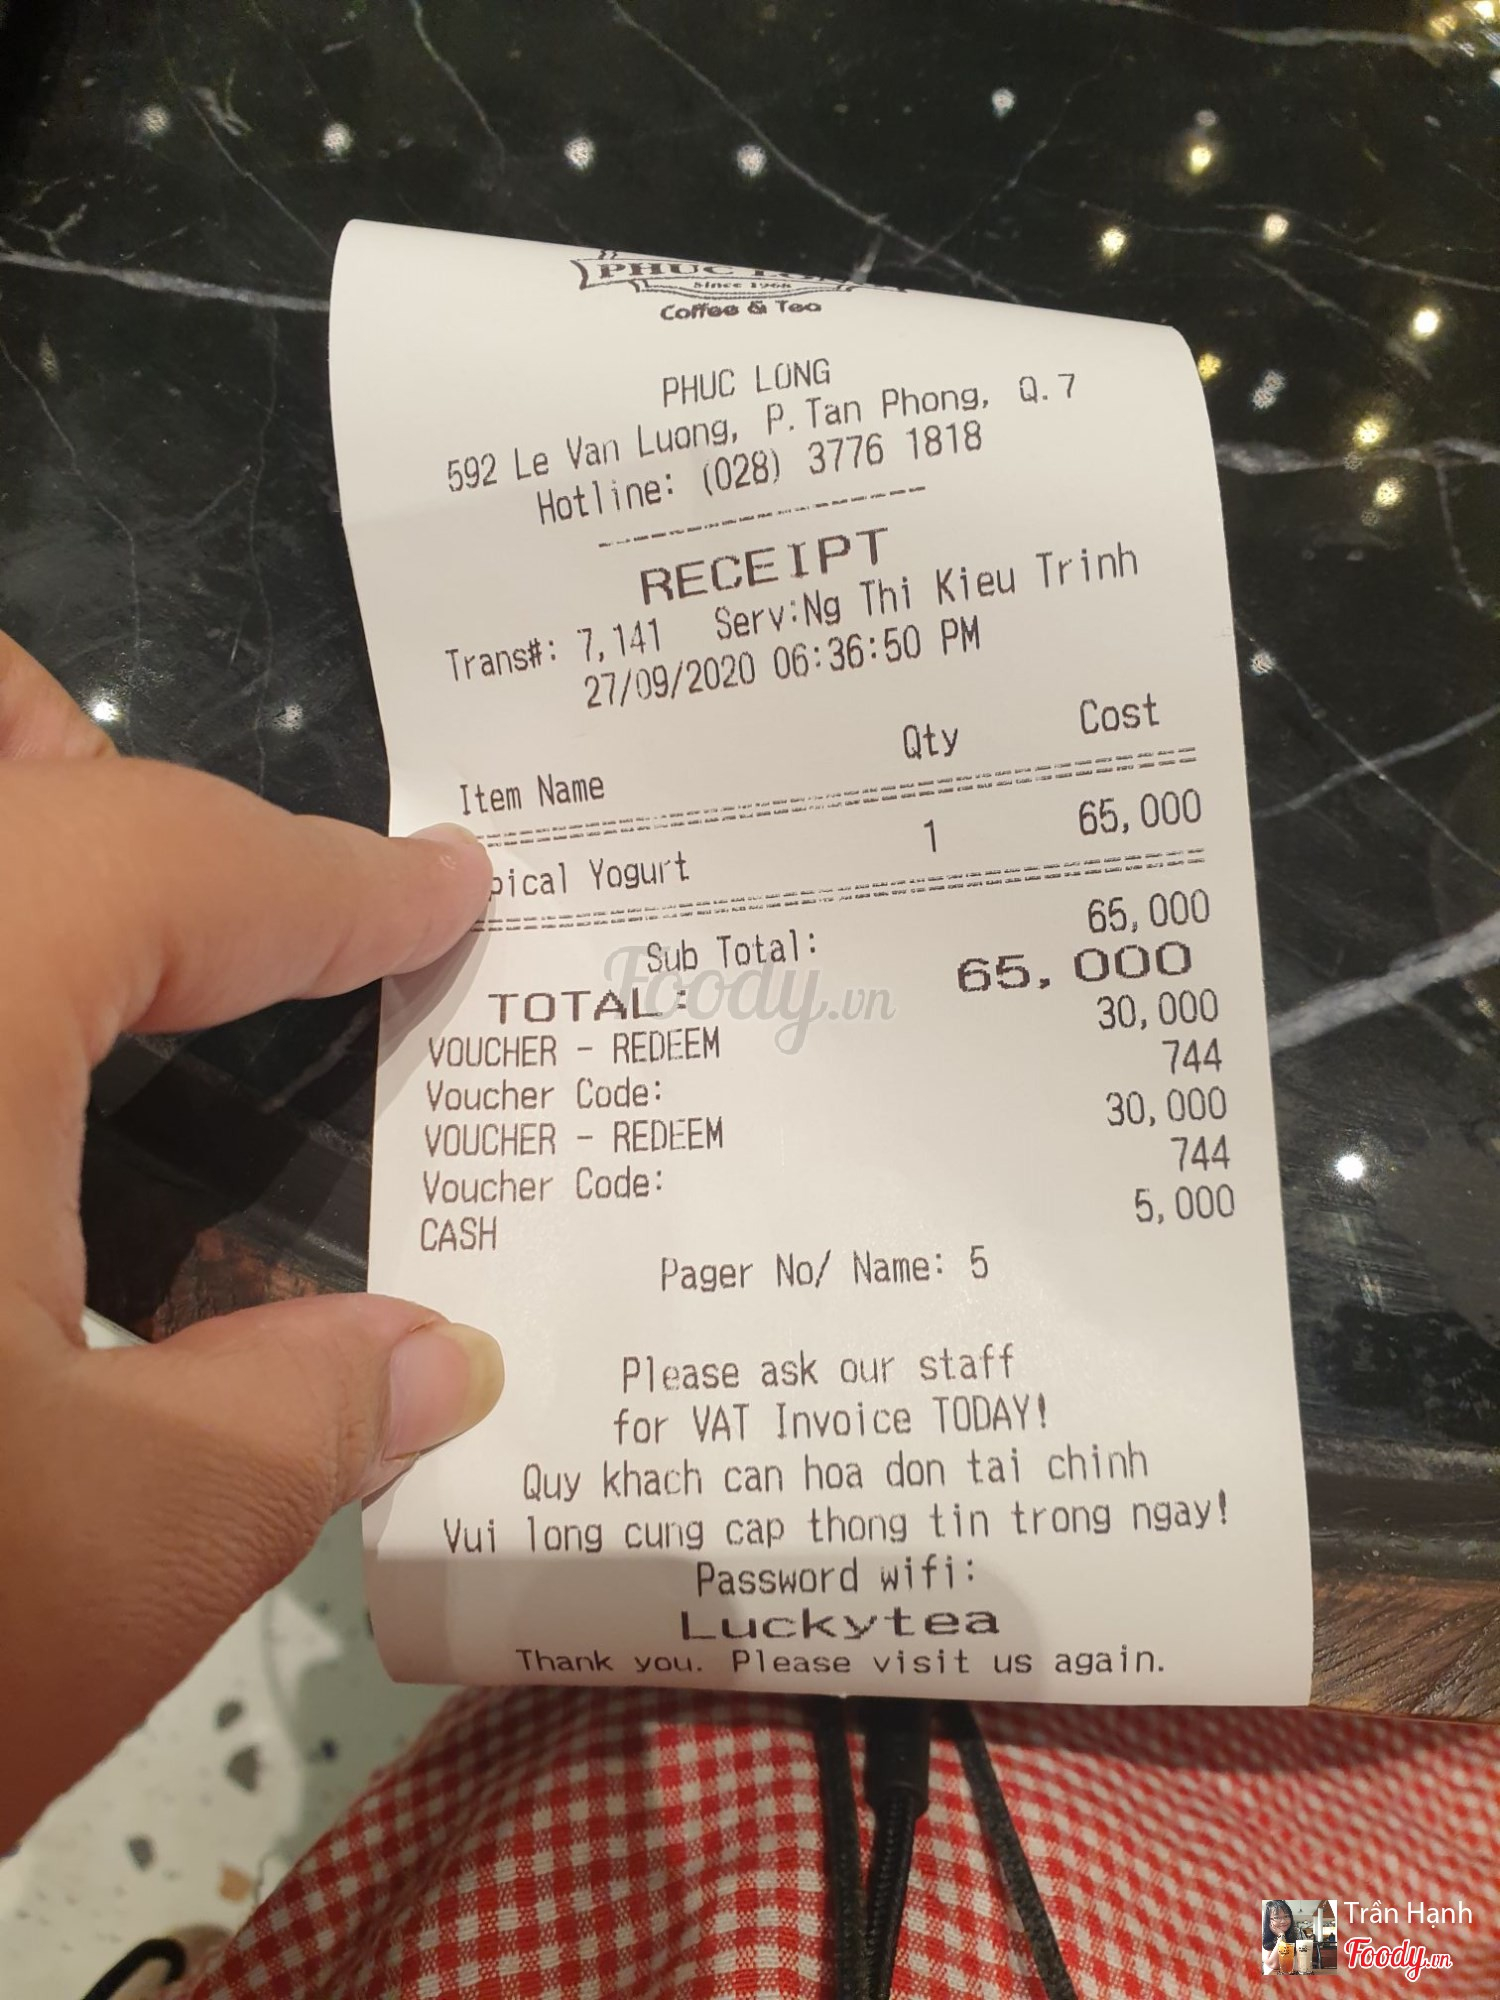 PHUC LO
Since 1968
Coffee & Tea
PHUC LONG
592 Le Van Luong, P.Tan Phong, Q.7
Hotline: (028) 3776 1818
RECEIPT
Trans#: 7,141 Serv:Ng Thi Kieu Trinh
27/09/2020 06:36:50 PM
Item Name Qty Cost
pical Yogurt 1 65,000
Sub Total: 65,000
TOTAL: 65,000
VOUCHER - REDEEM 30,000
Voucher Code: 744
VOUCHER - REDEEM 30,000
Voucher Code: 744
CASH 5,000
Pager No/ Name: 5
Please ask our staff
for VAT Invoice TODAY!
Quy khach can hoa don tai chinh
Vui long cung cap thong tin trong ngay!
Password wifi:
Luckytea
Thank you. Please visit us again.
Foody.vn
Trần Hạnh
Foody.vn